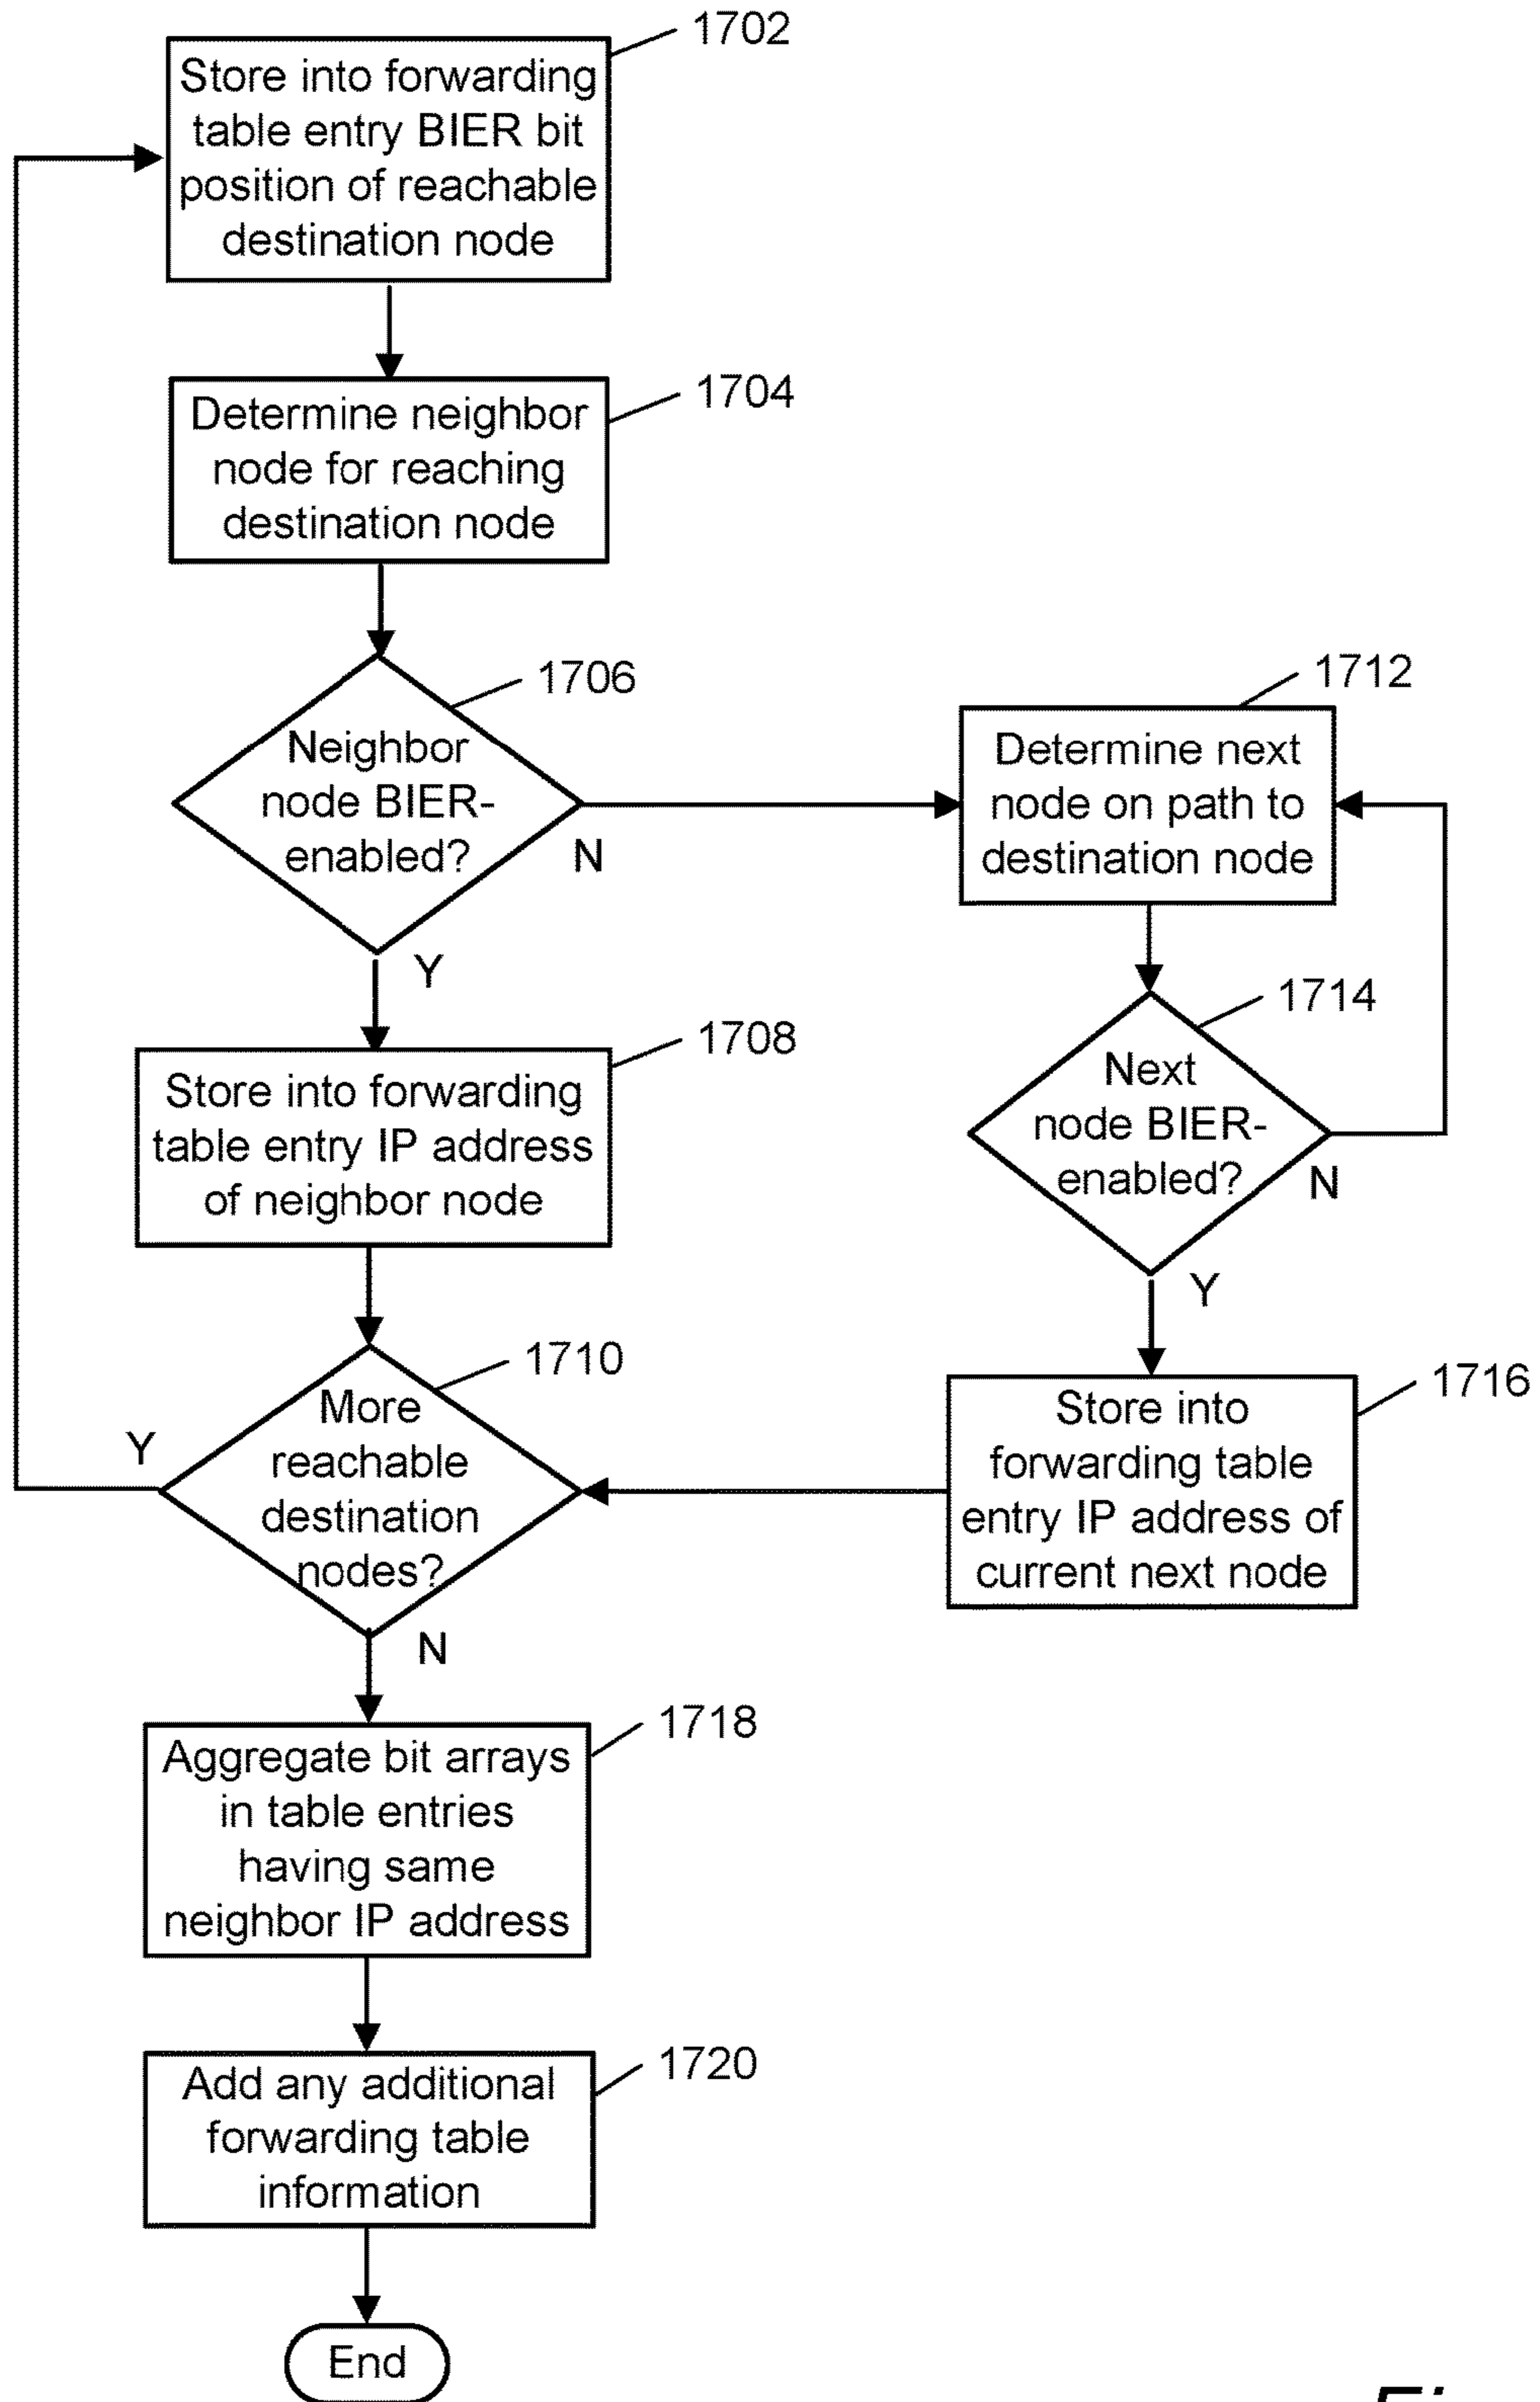 1702
Store into forwarding
table entry BIER bit
position of reachable
destination node
1704
Determine neighbor
node for reaching
destination node
1706
Neighbor
node BIER-
enabled?
N
Y
1712
Determine next
node on path to
destination node
1714
Next
node BIER-
enabled?
N
Y
1708
Store into forwarding
table entry IP address
of neighbor node
1710
More
reachable
destination
nodes?
Y
N
1716
Store into
forwarding table
entry IP address of
current next node
1718
Aggregate bit arrays
in table entries
having same
neighbor IP address
1720
Add any additional
forwarding table
information
End